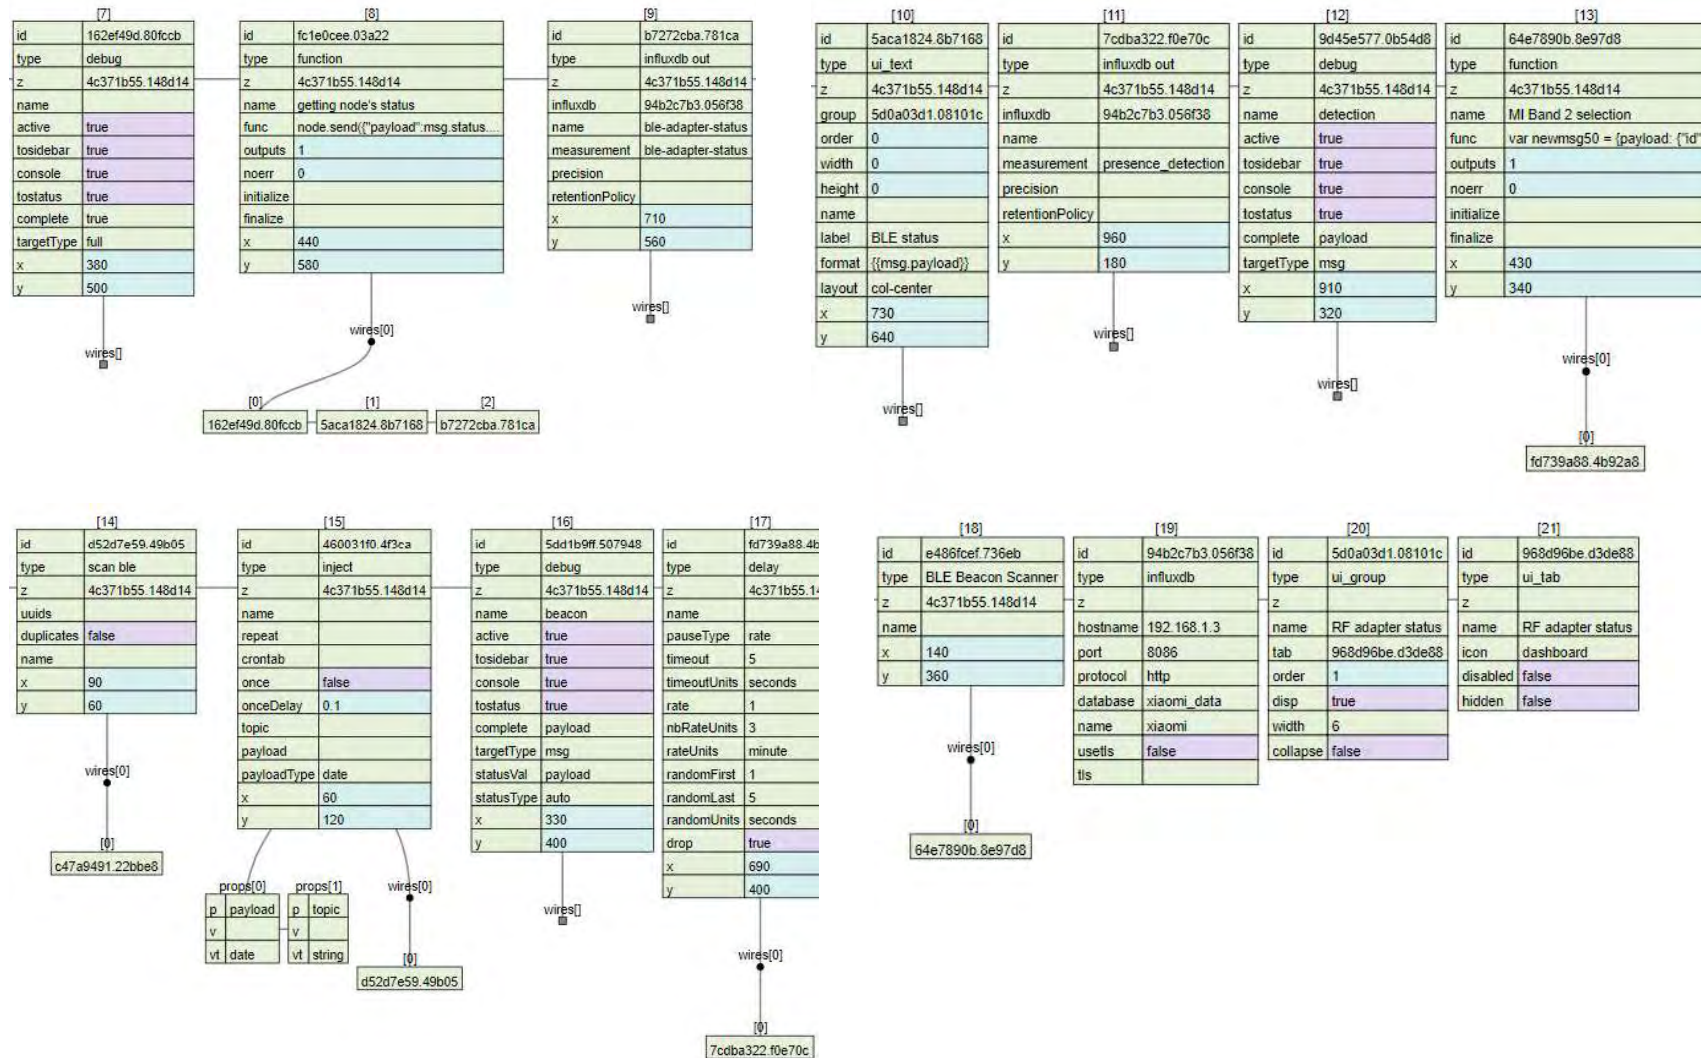 [7]
id 162ef49d.80fccb
type debug
z 4c371b55.148d14
name
active true
tosidebar true
console true
tostatus true
complete true
targetType full
x 380
y 500
wires[]
[8]
id fc1e0cee.03a22
type function
z 4c371b55.148d14
name getting node's status
func node.send({"payload":msg.status....
outputs 1
noerr 0
initialize
finalize
x 440
y 580
wires[0]
[0] [1] [2]
162ef49d.80fccb 5aca1824.8b7168 b7272cba.781ca
[9]
id b7272cba.781ca
type influxdb out
z 4c371b55.148d14
influxdb 94b2c7b3.056f38
name ble-adapter-status
measurement ble-adapter-status
precision
retentionPolicy
x 710
y 560
wires[]
[10]
id 5aca1824.8b7168
type ui_text
z 4c371b55.148d14
group 5d0a03d1.08101c
order 0
width 0
height 0
name
label BLE status
format {{msg.payload}}
layout col-center
x 730
y 640
wires[]
[11]
id 7cdba322.f0e70c
type influxdb out
z 4c371b55.148d14
influxdb 94b2c7b3.056f38
name
measurement presence_detection
precision
retentionPolicy
x 960
y 180
wires[]
[12]
id 9d45e577.0b54d8
type debug
z 4c371b55.148d14
name detection
active true
tosidebar true
console true
tostatus true
complete payload
targetType msg
x 910
y 320
wires[]
[13]
id 64e7890b.8e97d8
type function
z 4c371b55.148d14
name MI Band 2 selection
func var newmsg50 = {payload: {"id"
outputs 1
noerr 0
initialize
finalize
x 430
y 340
wires[0]
[0]
fd739a88.4b92a8
[14]
id d52d7e59.49b05
type scan ble
z 4c371b55.148d14
uuids
duplicates false
name
x 90
y 60
wires[0]
[0]
c47a9491.22bbe8
[15]
id 460031f0.4f3ca
type inject
z 4c371b55.148d14
name
repeat
crontab
once false
onceDelay 0.1
topic
payload
payloadType date
x 60
y 120
props[0] props[1] wires[0]
p payload p topic
v v
vt date vt string
[0]
d52d7e59.49b05
[16]
id 5dd1b9ff.507948
type debug
z 4c371b55.148d14
name beacon
active true
tosidebar true
console true
tostatus true
complete payload
targetType msg
statusVal payload
statusType auto
x 330
y 400
wires[]
[17]
id fd739a88.4b
type delay
z 4c371b55.14
name
pauseType rate
timeout 5
timeoutUnits seconds
rate 1
nbRateUnits 3
rateUnits minute
randomFirst 1
randomLast 5
randomUnits seconds
drop true
x 690
y 400
wires[0]
[0]
7cdba322.f0e70c
[18]
id e486fcef.736eb
type BLE Beacon Scanner
z 4c371b55.148d14
name
x 140
y 360
wires[0]
[0]
64e7890b.8e97d8
[19]
id 94b2c7b3.056f38
type influxdb
z
hostname 192.168.1.3
port 8086
protocol http
database xiaomi_data
name xiaomi
usetls false
tls
[20]
id 5d0a03d1.08101c
type ui_group
z
name RF adapter status
tab 968d96be.d3de88
order 1
disp true
width 6
collapse false
[21]
id 968d96be.d3de88
type ui_tab
z
name RF adapter status
icon dashboard
disabled false
hidden false